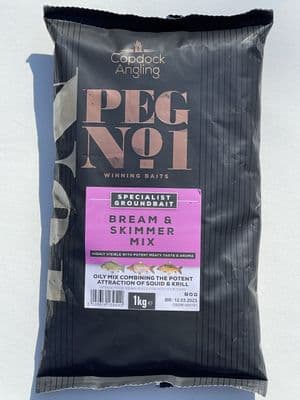 Copdock
Angling
PEG
No1
WINNING BAITS
SPECIALIST
GROUNDBAIT
BREAM &
SKIMMER
MIX
HIGHLY VISIBLE WITH POTENT MEATY TASTE & AROMA
OILY MIX COMBINING THE POTENT
ATTRACTION OF SQUID & KRILL
1kg e